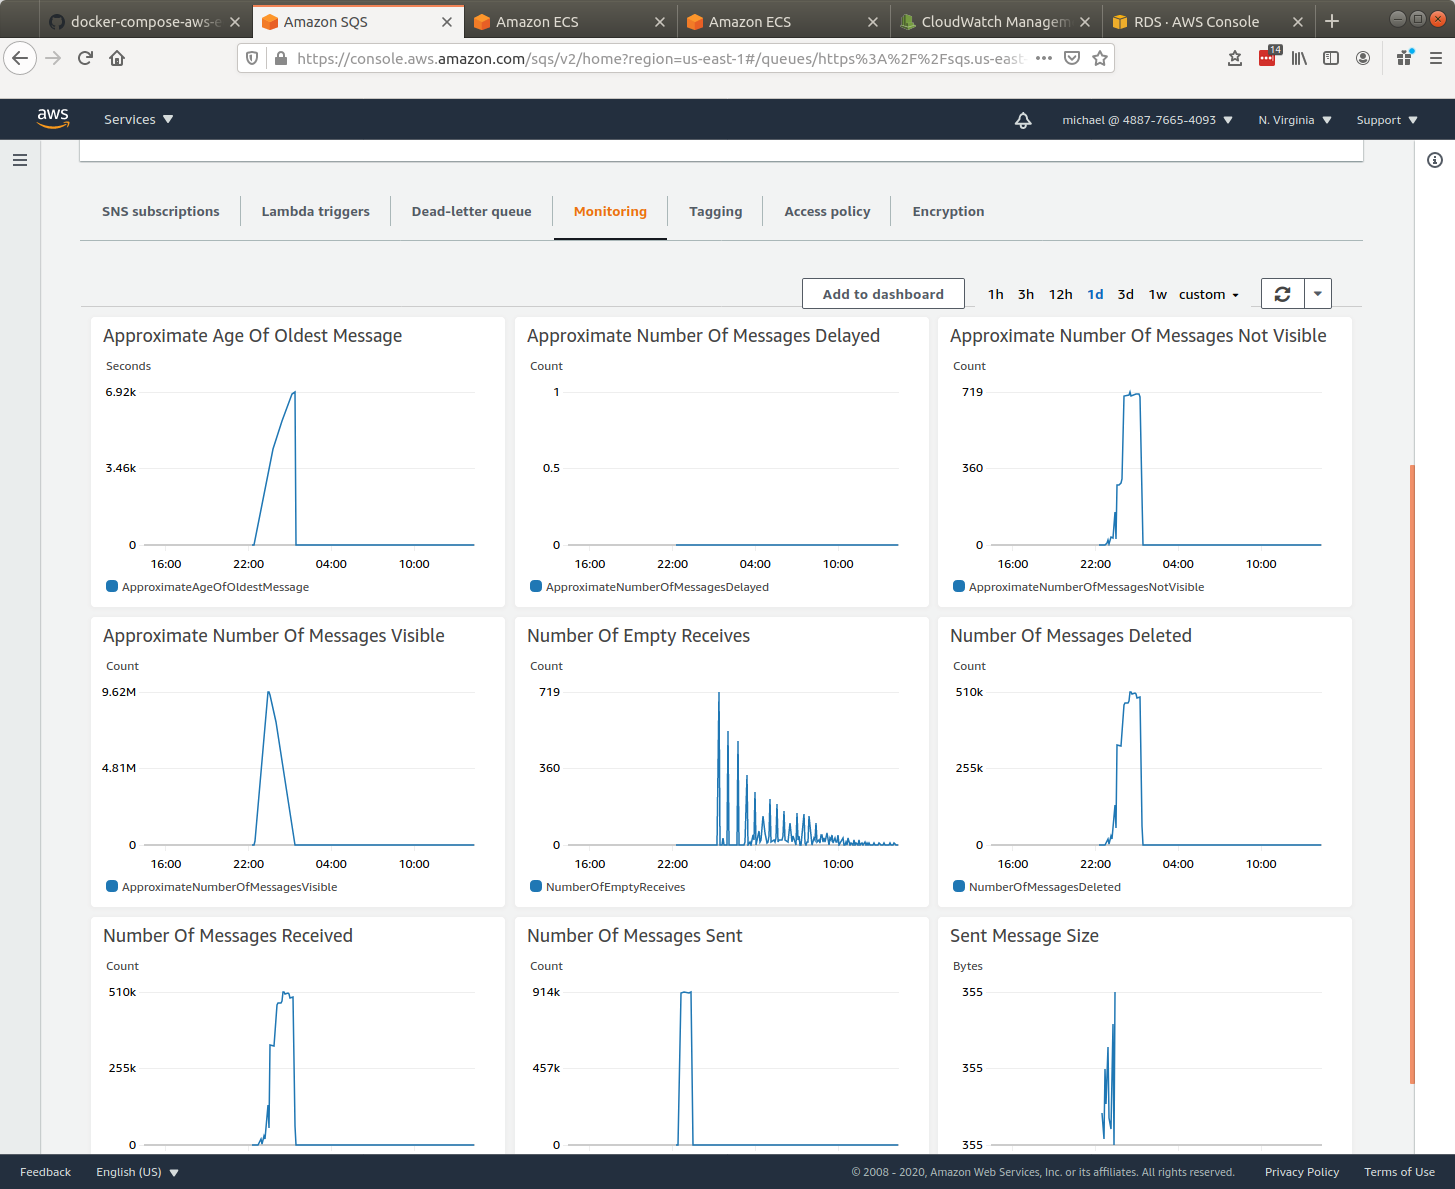 docker-compose-aws-e
Amazon SQS
Amazon ECS
Amazon ECS
CloudWatch Managem
RDS · AWS Console
https://console.aws.amazon.com/sqs/v2/home?region=us-east-1#/queues/https%3A%2F%2Fsqs.us-east-
14
aws
Services
michael @ 4887-7665-4093
N. Virginia
Support
SNS subscriptions
Lambda triggers
Dead-letter queue
Monitoring
Tagging
Access policy
Encryption
Add to dashboard
1h 3h 12h 1d 3d 1w custom
Approximate Age Of Oldest Message
Seconds
6.92k
3.46k
0
16:00 22:00 04:00 10:00
ApproximateAgeOfOldestMessage
Approximate Number Of Messages Delayed
Count
1
0.5
0
16:00 22:00 04:00 10:00
ApproximateNumberOfMessagesDelayed
Approximate Number Of Messages Not Visible
Count
719
360
0
16:00 22:00 04:00 10:00
ApproximateNumberOfMessagesNotVisible
Approximate Number Of Messages Visible
Count
9.62M
4.81M
0
16:00 22:00 04:00 10:00
ApproximateNumberOfMessagesVisible
Number Of Empty Receives
Count
719
360
0
16:00 22:00 04:00 10:00
NumberOfEmptyReceives
Number Of Messages Deleted
Count
510k
255k
0
16:00 22:00 04:00 10:00
NumberOfMessagesDeleted
Number Of Messages Received
Count
510k
255k
0
Number Of Messages Sent
Count
914k
457k
0
Sent Message Size
Bytes
355
355
355
Feedback
English (US)
© 2008 - 2020, Amazon Web Services, Inc. or its affiliates. All rights reserved.
Privacy Policy
Terms of Use